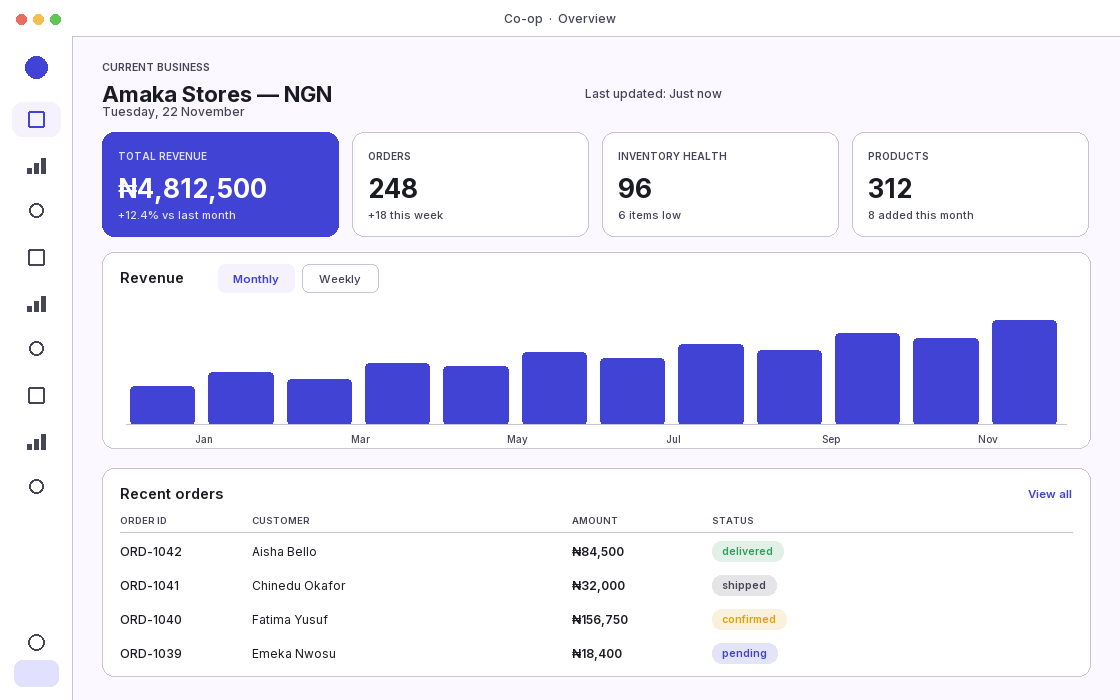 Co-op · Overview
CURRENT BUSINESS
Amaka Stores — NGN
Last updated: Just now
Tuesday, 22 November
TOTAL REVENUE
₦4,812,500
+12.4% vs last month
ORDERS
248
+18 this week
INVENTORY HEALTH
96
6 items low
PRODUCTS
312
8 added this month
Revenue
Monthly
Weekly
Jan Mar May Jul Sep Nov
Recent orders
View all
ORDER ID CUSTOMER AMOUNT STATUS
ORD-1042 Aisha Bello ₦84,500 delivered
ORD-1041 Chinedu Okafor ₦32,000 shipped
ORD-1040 Fatima Yusuf ₦156,750 confirmed
ORD-1039 Emeka Nwosu ₦18,400 pending